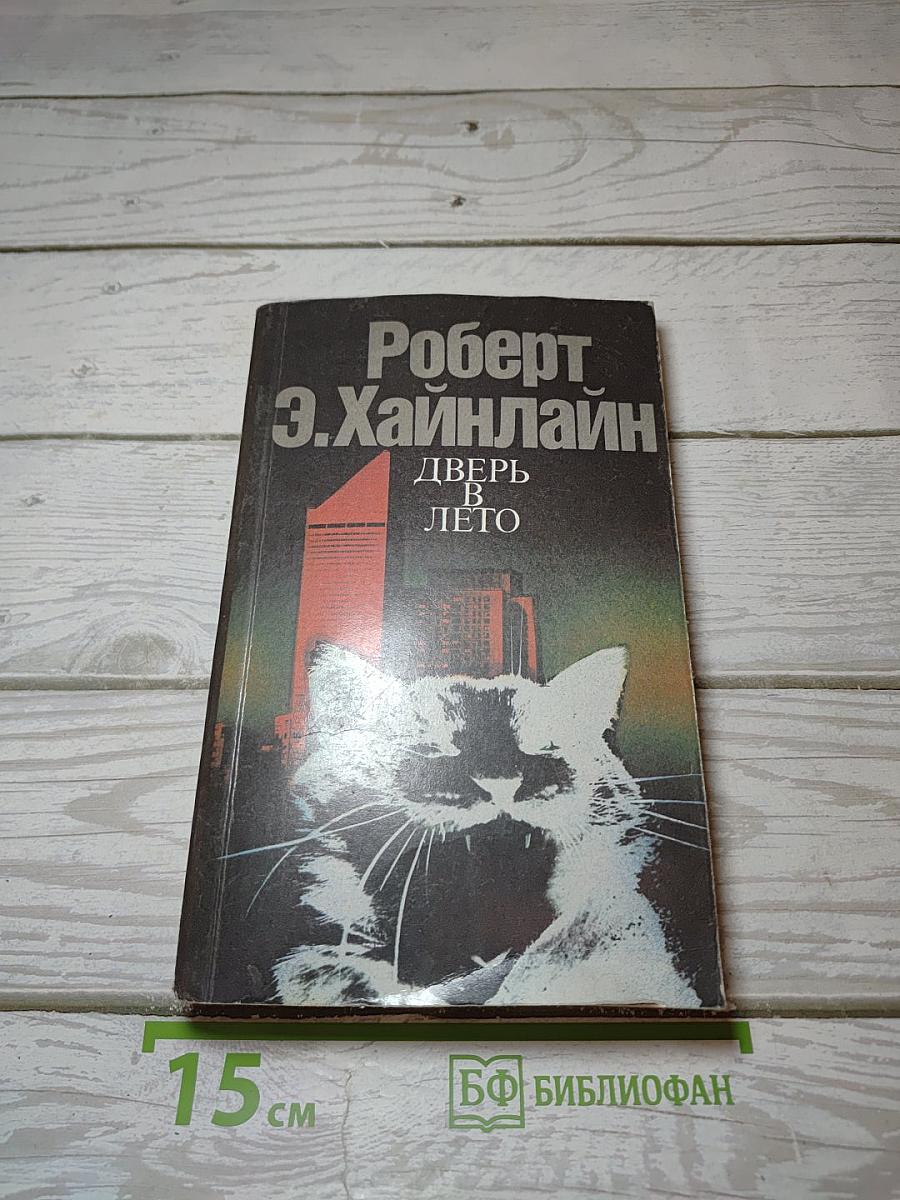 Роберт
Э. Хайнлайн
ДВЕРЬ
В
ЛЕТО
15 см
БФ БИБЛИОФАН